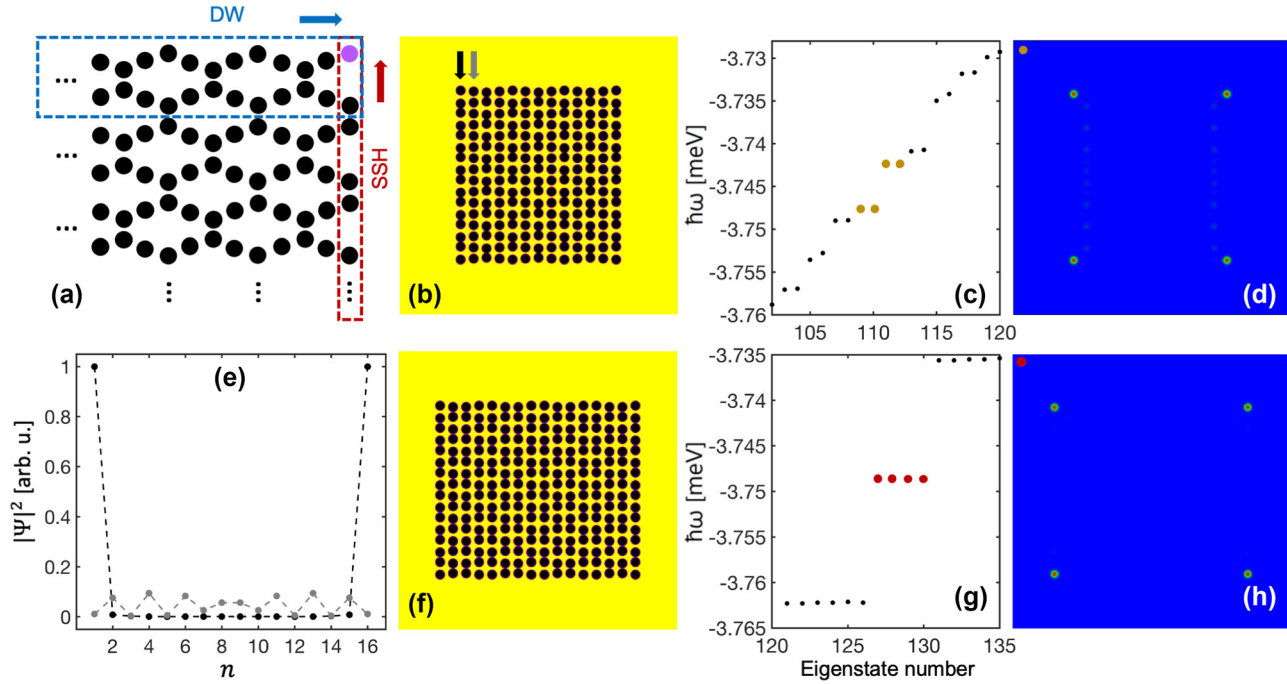 DW
SSH
...
...
...
(a)
(b)
ħω [meV]
-3.73
-3.735
-3.74
-3.745
-3.75
-3.755
-3.76
105
110
115
120
(c)
(d)
|Ψ|² [arb. u.]
1
0.8
0.6
0.4
0.2
0
2
4
6
8
10
12
14
16
n
(e)
(f)
ħω [meV]
-3.735
-3.74
-3.745
-3.75
-3.755
-3.76
-3.765
120
125
130
135
Eigenstate number
(g)
(h)